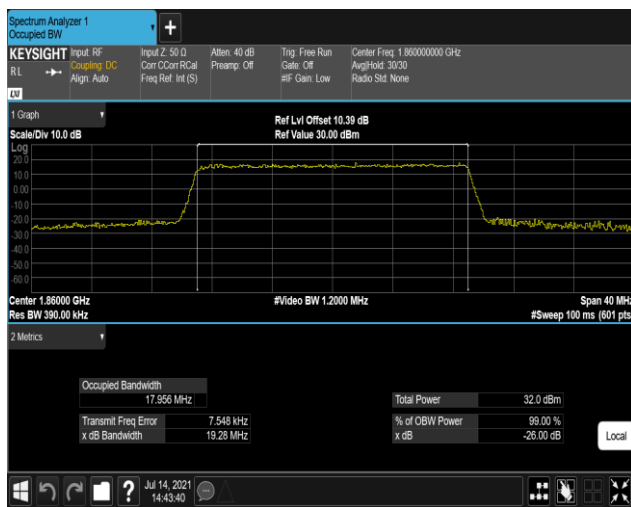 Spectrum Analyzer 1
Occupied BW
+
KEYSIGHT Input: RF Input Z: 50 Ω Atten: 40 dB Trig: Free Run Center Freq: 1.860000000 GHz
RL Coupling: DC Corr CCorr RCal Preamp: Off Gate: Off Avg|Hold: 30/30
Align: Auto Freq Ref: Int (S) #IF Gain: Low Radio Std: None
LXI
1 Graph Ref Lvl Offset 10.39 dB
Scale/Div 10.0 dB Ref Value 30.00 dBm
Log
20.0
10.0
0.00
-10.0
-20.0
-30.0
-40.0
-50.0
-60.0
Center 1.86000 GHz #Video BW 1.2000 MHz Span 40 MHz
Res BW 390.00 kHz #Sweep 100 ms (601 pts
2 Metrics
Occupied Bandwidth
17.956 MHz Total Power 32.0 dBm
Transmit Freq Error 7.548 kHz % of OBW Power 99.00 %
x dB Bandwidth 19.28 MHz x dB -26.00 dB
Local
? Jul 14, 2021
14:43:40